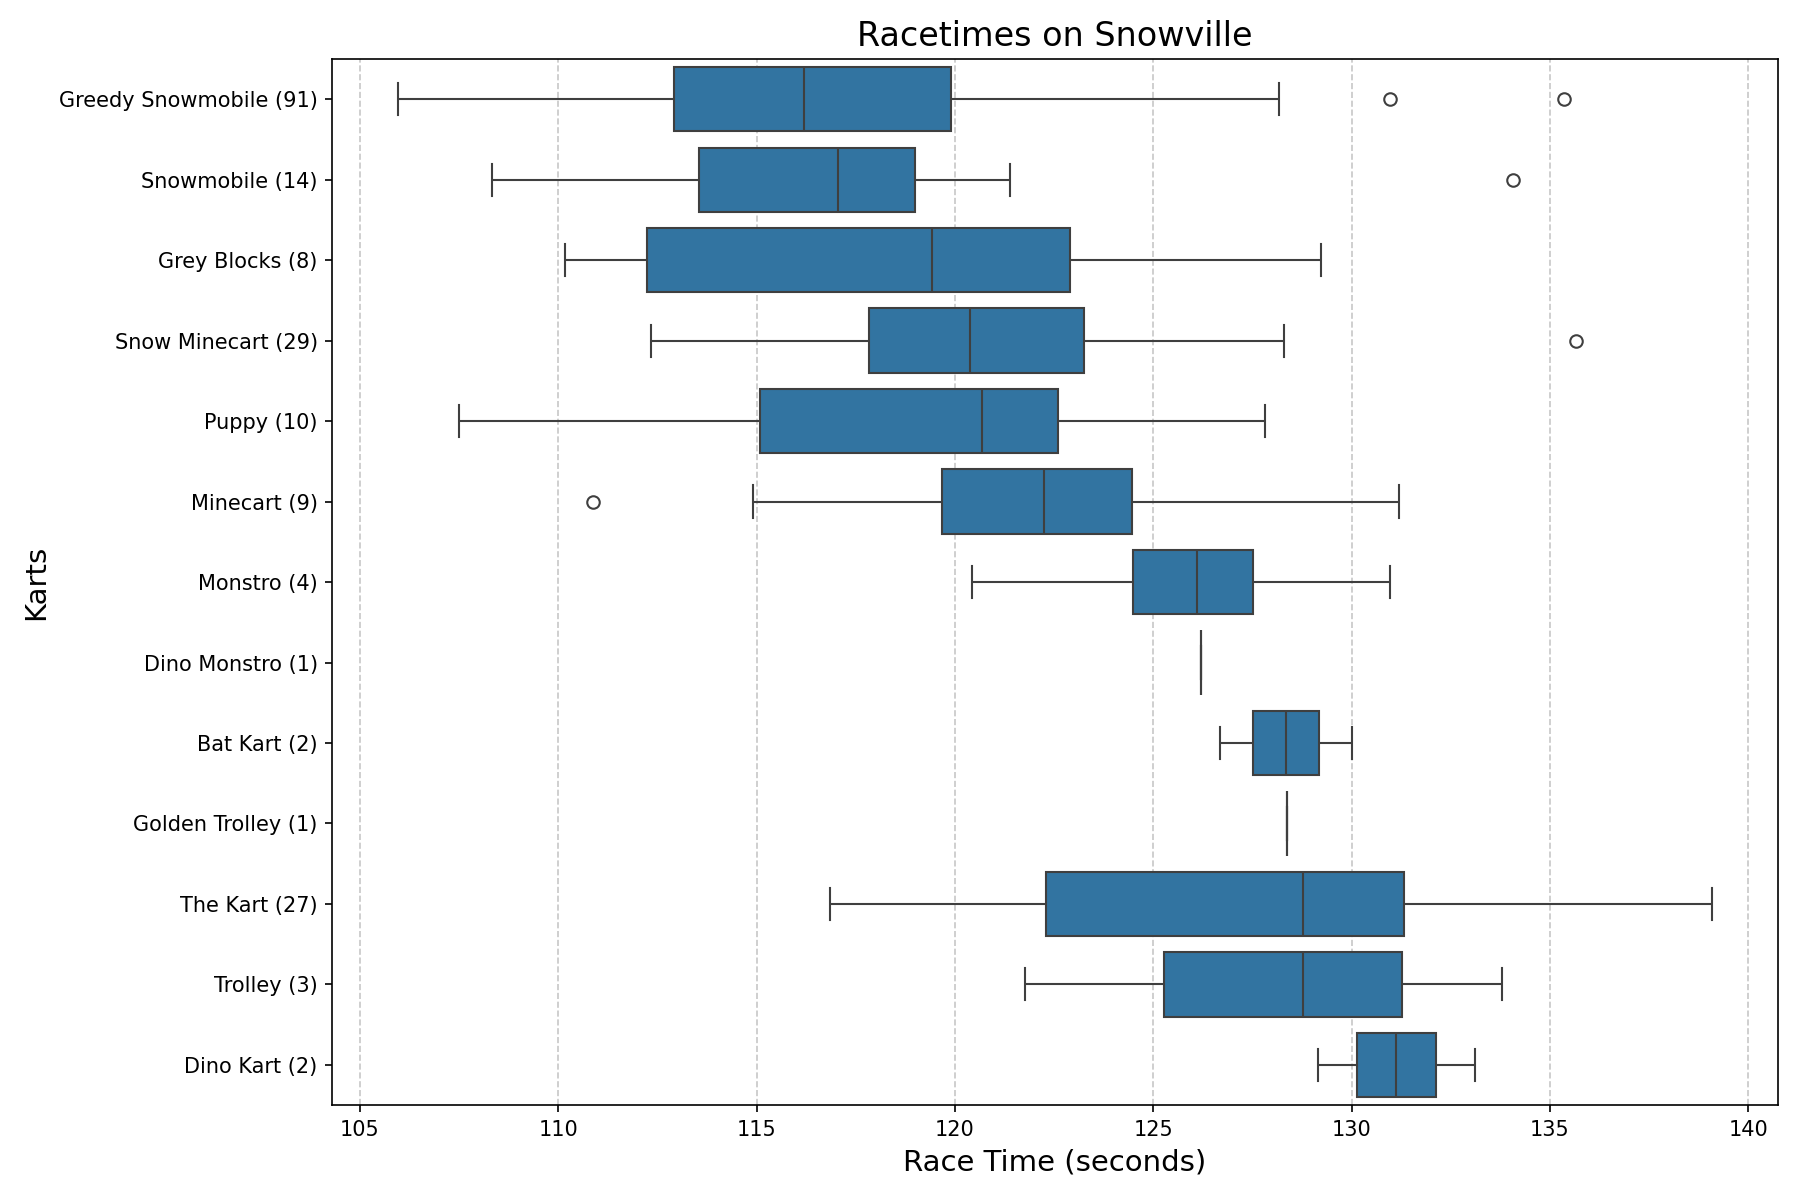 Racetimes on Snowville
Greedy Snowmobile (91)
Snowmobile (14)
Grey Blocks (8)
Snow Minecart (29)
Puppy (10)
Minecart (9)
Monstro (4)
Dino Monstro (1)
Bat Kart (2)
Golden Trolley (1)
The Kart (27)
Trolley (3)
Dino Kart (2)
Karts
105 110 115 120 125 130 135 140
Race Time (seconds)